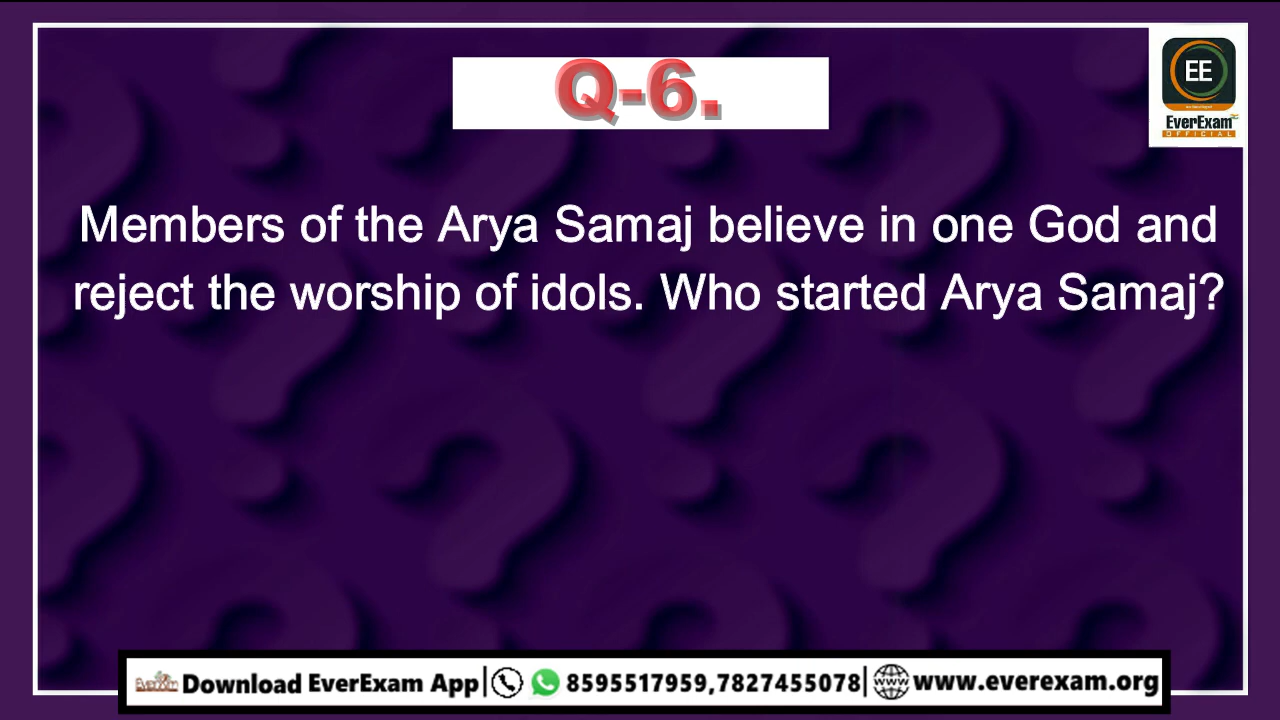 Q-6.
EE
EverExam
OFFICIAL
Members of the Arya Samaj believe in one God and
reject the worship of idols. Who started Arya Samaj?
Download EverExam App| 8595517959,7827455078| www.everexam.org